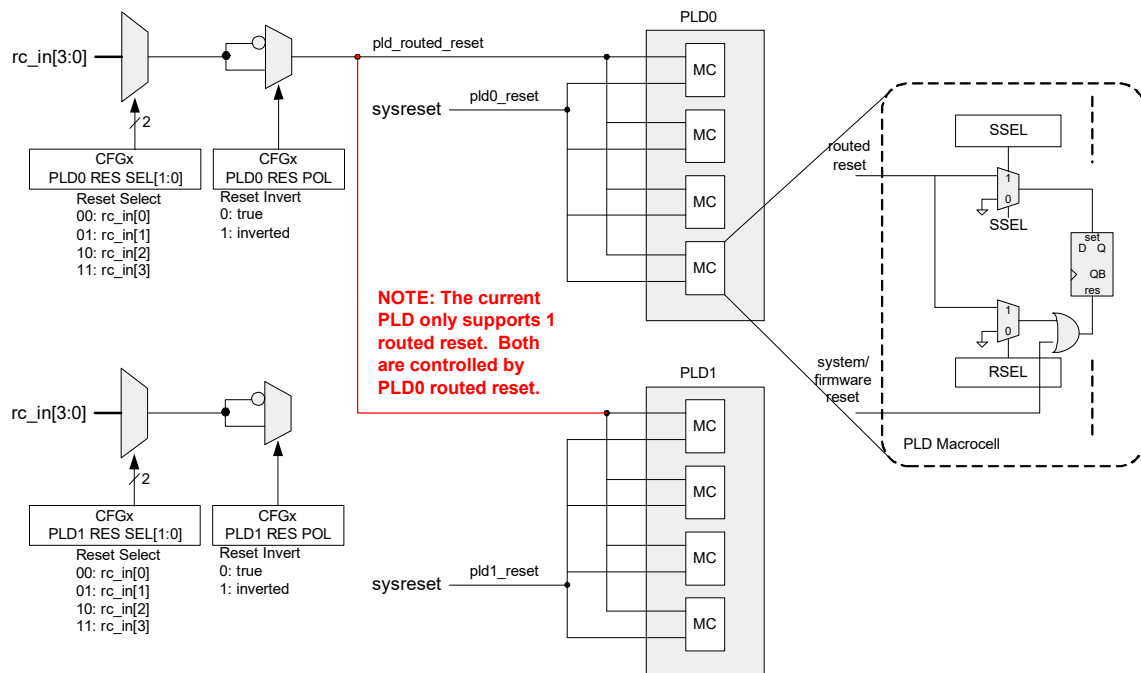 PLD0
rc_in[3:0]
pld_routed_reset
MC
sysreset
pld0_reset
2
CFGx
PLD0 RES SEL[1:0]
Reset Select
00: rc_in[0]
01: rc_in[1]
10: rc_in[2]
11: rc_in[3]
CFGx
PLD0 RES POL
Reset Invert
0: true
1: inverted
MC
MC
MC
NOTE: The current
PLD only supports 1
routed reset. Both
are controlled by
PLD0 routed reset.
routed
reset
SSEL
1
0
SSEL
set
D Q
QB
res
1
0
RSEL
system/
firmware
reset
PLD Macrocell
PLD1
rc_in[3:0]
MC
2
CFGx
PLD1 RES SEL[1:0]
Reset Select
00: rc_in[0]
01: rc_in[1]
10: rc_in[2]
11: rc_in[3]
CFGx
PLD1 RES POL
Reset Invert
0: true
1: inverted
MC
MC
sysreset
pld1_reset
MC